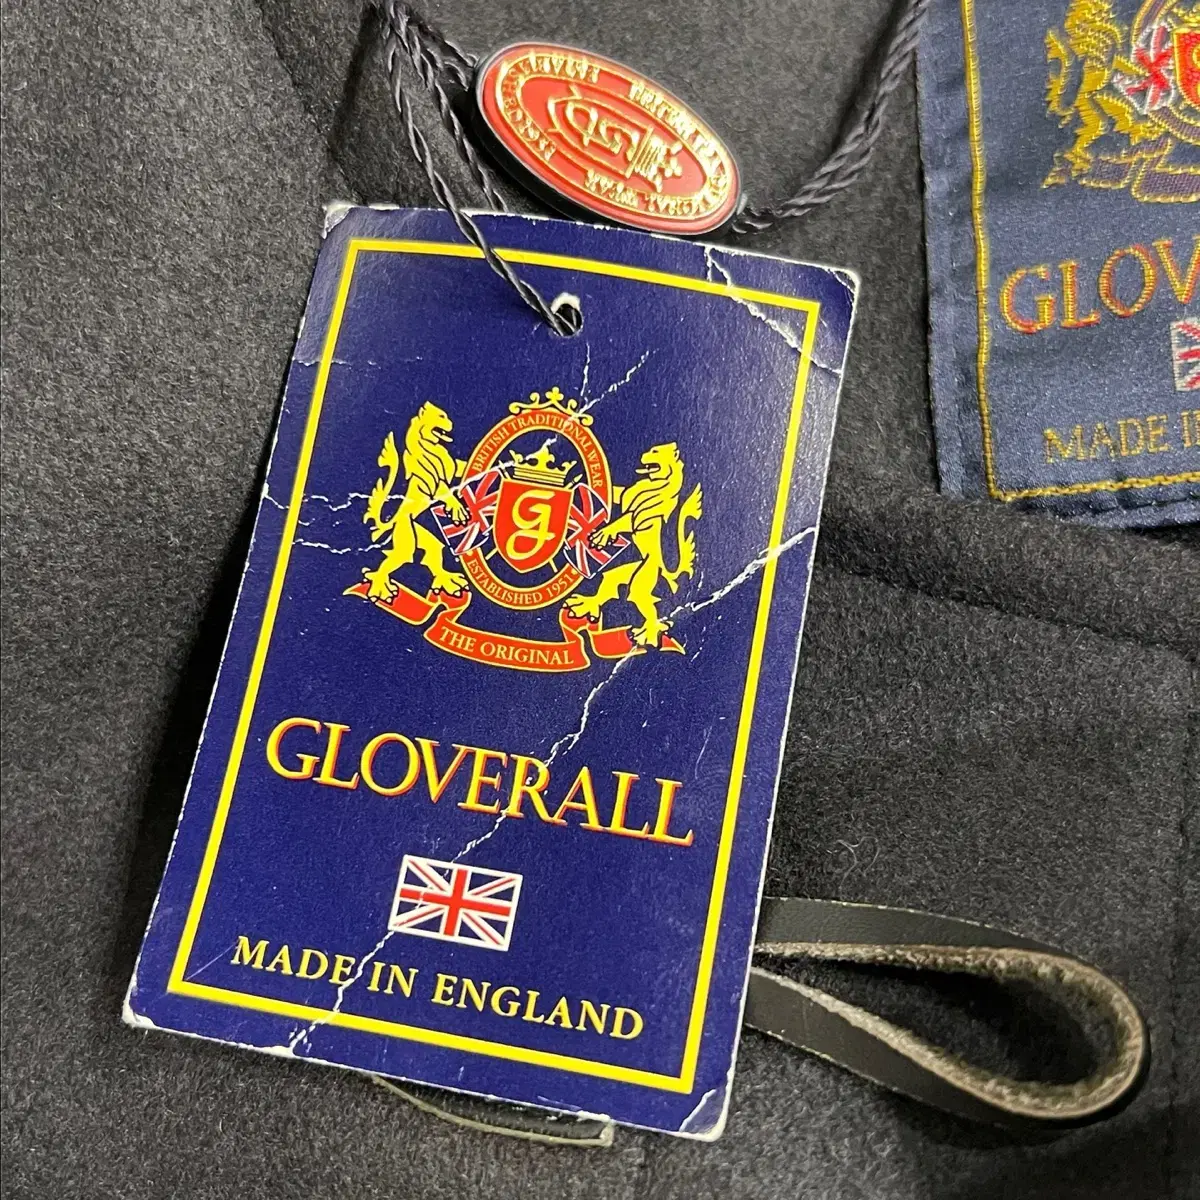 BRITISH TRADITIONAL WEAR
G
ESTABLISHED 1951
THE ORIGINAL
GLOVERALL
MADE IN ENGLAND
GLOV
MADE I